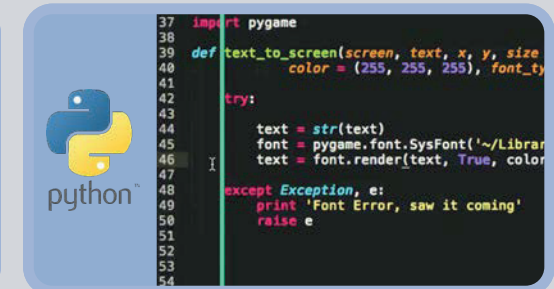 python™
37 import pygame
38
39 def text_to_screen(screen, text, x, y, size
40 color = (255, 255, 255), font_ty
41
42 try:
43
44 text = str(text)
45 font = pygame.font.SysFont('~/Librar
46 text = font.render(text, True, color
47
48 except Exception, e:
49 print 'Font Error, saw it coming'
50 raise e
51
52
53
54